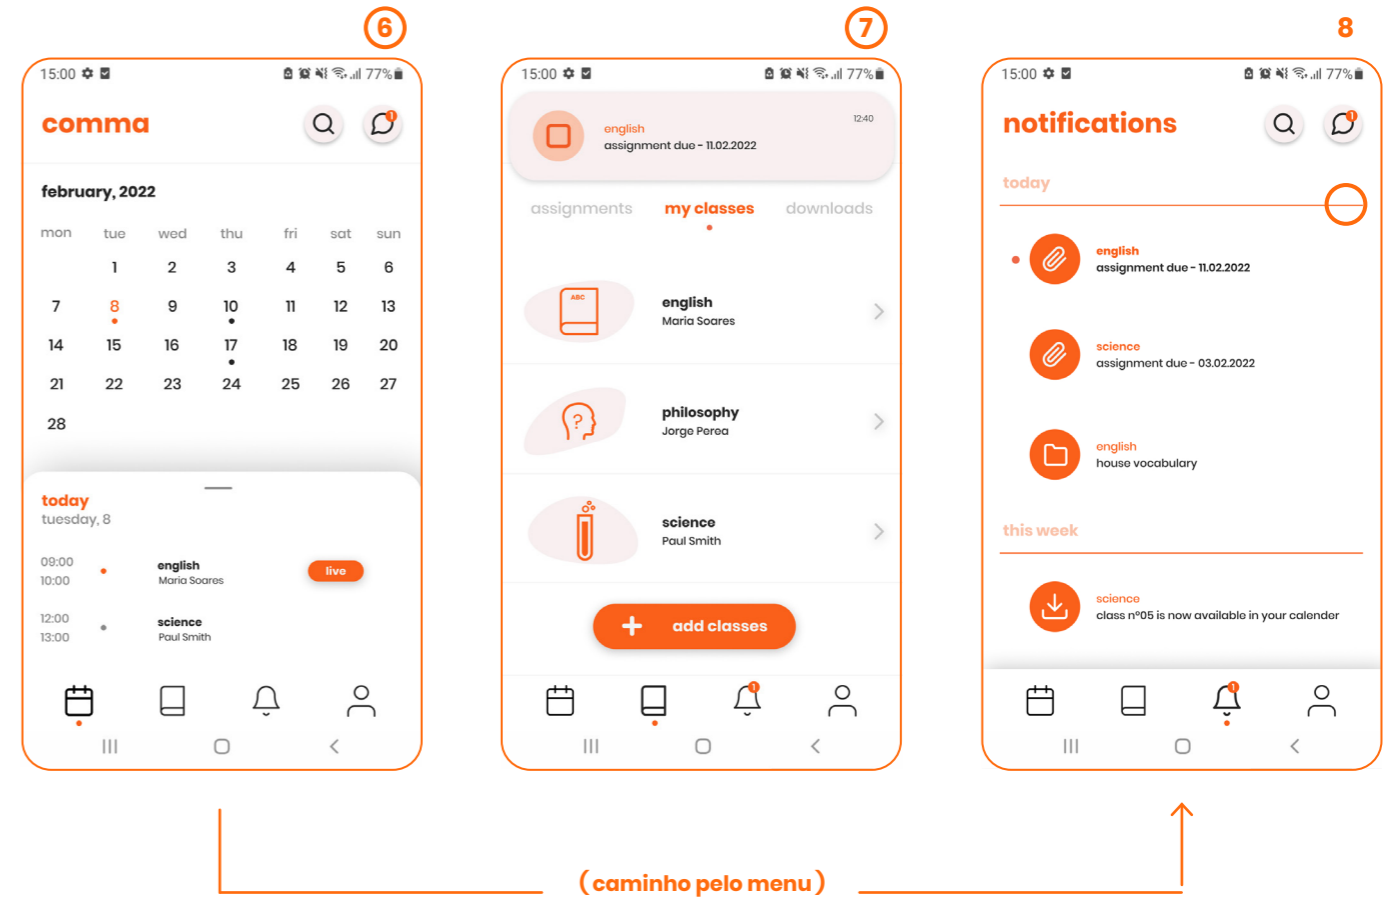 6
15:00 77%
comma
1
february, 2022
mon tue wed thu fri sat sun
1 2 3 4 5 6
7 8 9 10 11 12 13
14 15 16 17 18 19 20
21 22 23 24 25 26 27
28
today
tuesday, 8
09:00
10:00
english
Maria Soares
live
12:00
13:00
science
Paul Smith
7
15:00 77%
english
assignment due - 11.02.2022
12:40
assignments my classes downloads
ABC
english
Maria Soares
?
philosophy
Jorge Perea
science
Paul Smith
+ add classes
1
8
15:00 77%
notifications
1
today
english
assignment due - 11.02.2022
science
assignment due - 03.02.2022
english
house vocabulary
this week
science
class nº05 is now available in your calender
1
(caminho pelo menu)